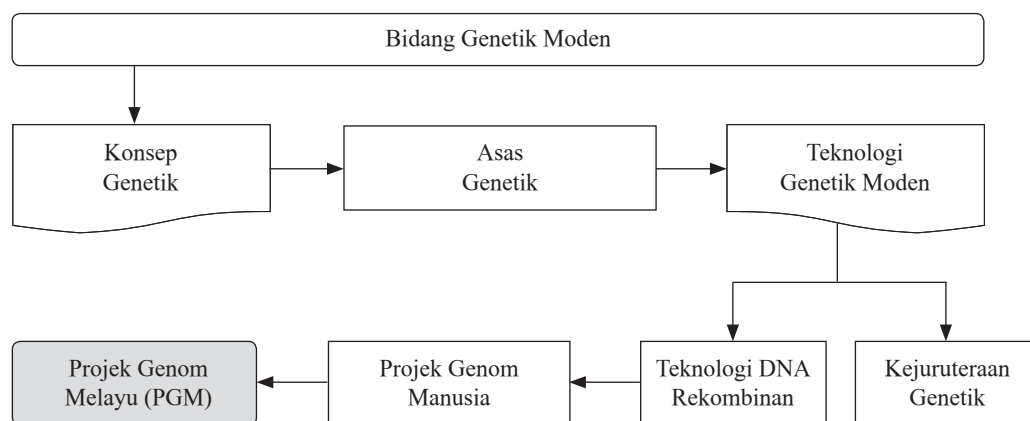 Bidang Genetik Moden
Konsep
Genetik
Asas
Genetik
Teknologi
Genetik Moden
Projek Genom
Melayu (PGM)
Projek Genom
Manusia
Teknologi DNA
Rekombinan
Kejuruteraan
Genetik